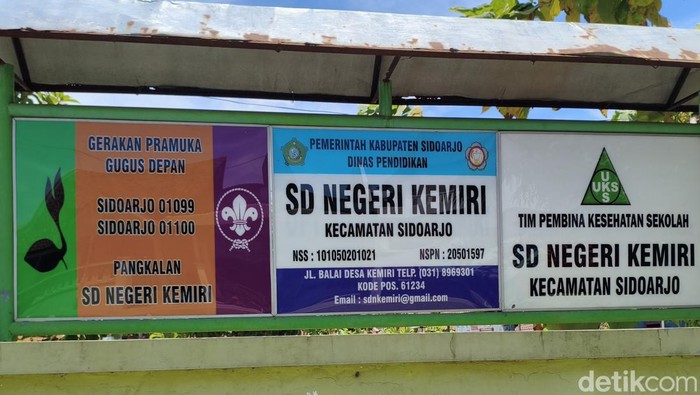 GERAKAN PRAMUKA
GUGUS DEPAN
SIDOARJO 01099
SIDOARJO 01100
PANGKALAN
SD NEGERI KEMIRI
PEMERINTAH KABUPATEN SIDOARJO
DINAS PENDIDIKAN
SD NEGERI KEMIRI
KECAMATAN SIDOARJO
NSS : 101050201021 NSPN : 20501597
JL. BALAI DESA KEMIRI TELP. (031) 8969301
KODE POS. 61234
Email : sdnkemiri@gmail.com
U
UKS
S
TIM PEMBINA KESEHATAN SEKOLAH
SD NEGERI KEMIRI
KECAMATAN SIDOARJO
detikcom